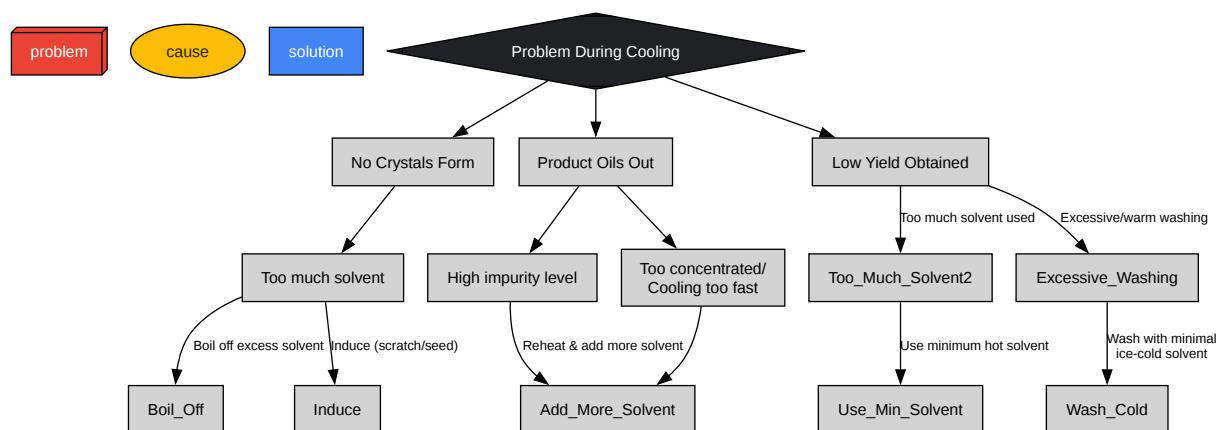 problem
cause
solution
Problem During Cooling
No Crystals Form
Product Oils Out
Low Yield Obtained
Too much solvent used
Excessive/warm washing
Too much solvent
High impurity level
Too concentrated/
Cooling too fast
Too_Much_Solvent2
Excessive_Washing
Boil off excess solvent
Induce (scratch/seed)
Reheat & add more solvent
Use minimum hot solvent
Wash with minimal
ice-cold solvent
Boil_Off
Induce
Add_More_Solvent
Use_Min_Solvent
Wash_Cold